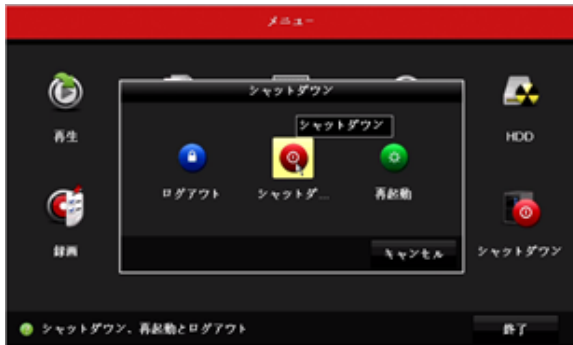 メニュー
シャットダウン
シャットダウン
再生
HDD
ログアウト
シャットダ...
再起動
録画
キャンセル
シャットダウン
シャットダウン、再起動とログアウト
終了